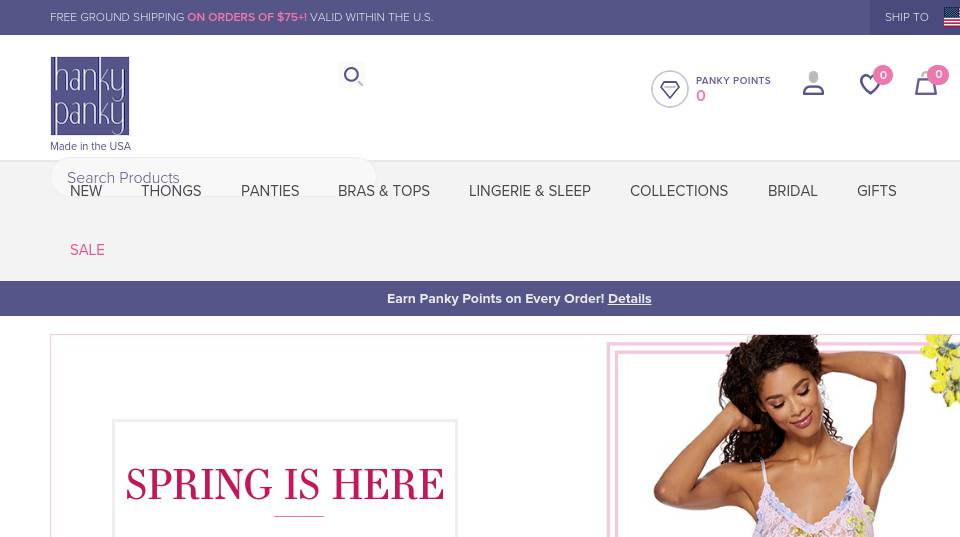 FREE GROUND SHIPPING ON ORDERS OF $75+! VALID WITHIN THE U.S.
SHIP TO
hanky
panky
Made in the USA
PANKY POINTS
0
0
0
Search Products
NEW THONGS PANTIES BRAS & TOPS LINGERIE & SLEEP COLLECTIONS BRIDAL GIFTS
SALE
Earn Panky Points on Every Order! Details
SPRING IS HERE